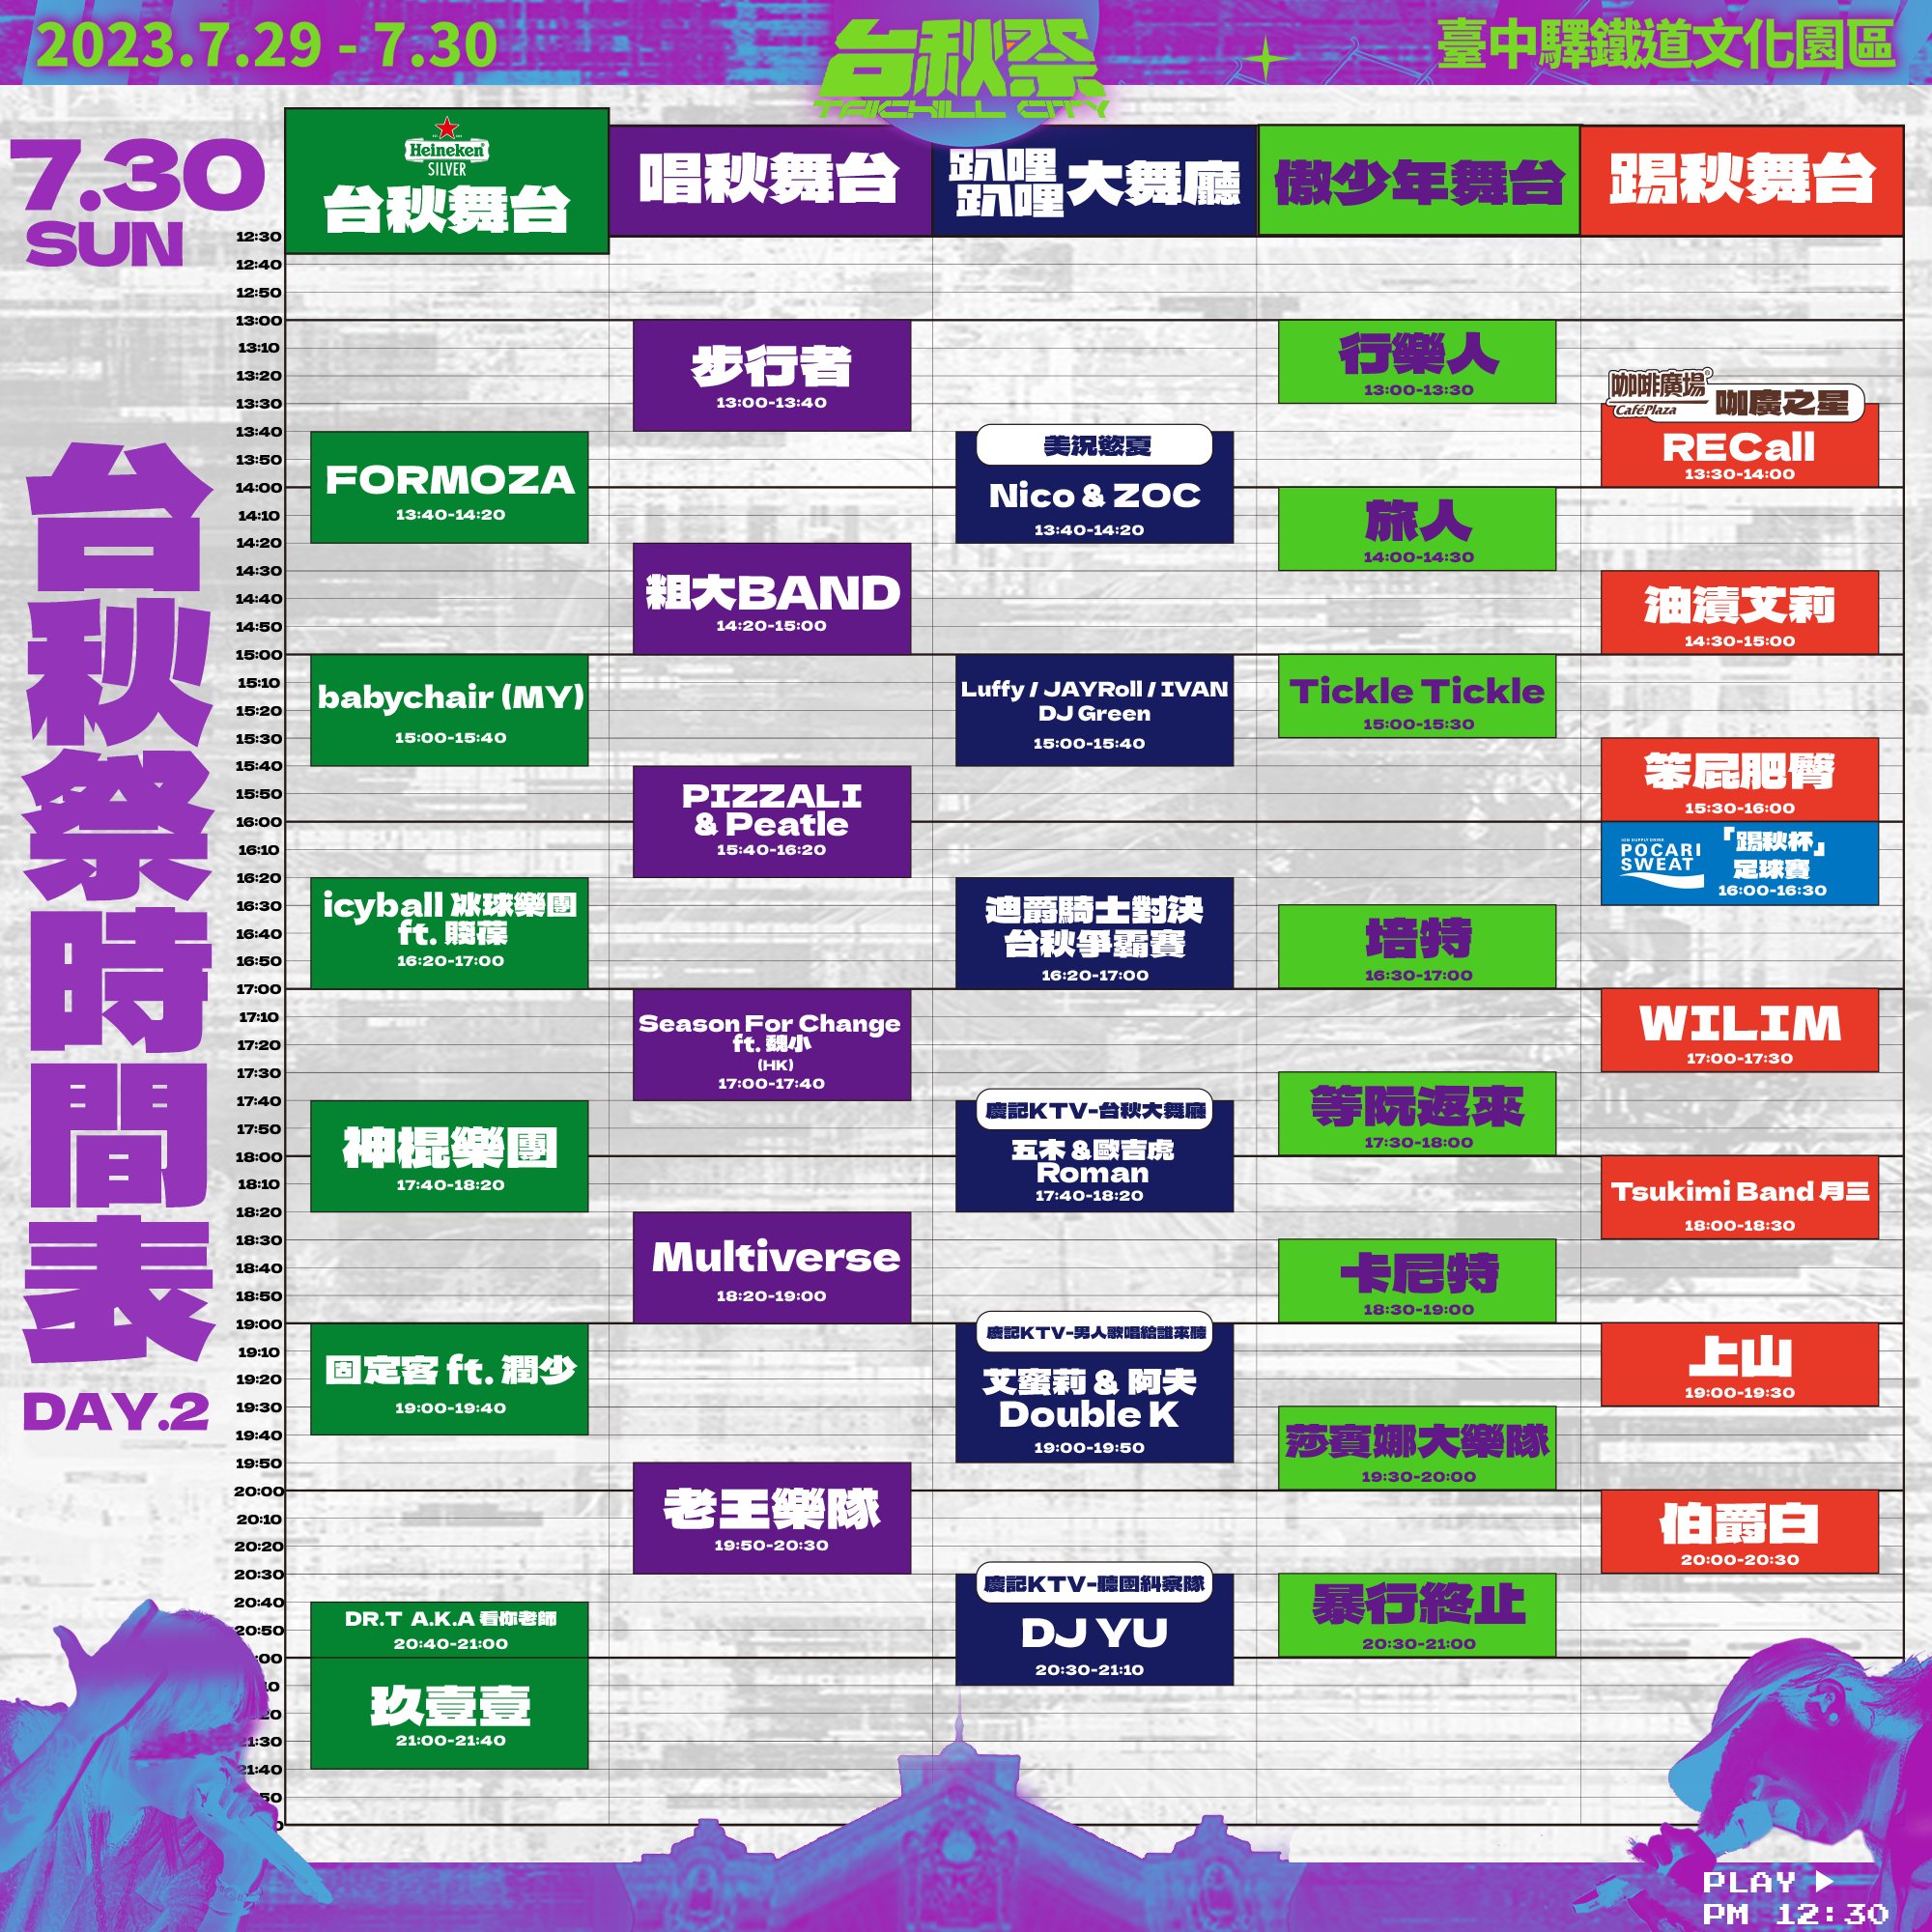 2023.7.29 - 7.30
台秋祭
TAICHILL CITY
臺中驛鐵道文化園區
7.30
SUN
台秋祭時間表
DAY.2
Heineken
SILVER
台秋舞台
唱秋舞台
趴哩趴哩大舞廳
傲少年舞台
踢秋舞台
12:30
12:40
12:50
13:00
13:10
13:20
13:30
13:40
13:50
14:00
14:10
14:20
14:30
14:40
14:50
15:00
15:10
15:20
15:30
15:40
15:50
16:00
16:10
16:20
16:30
16:40
16:50
17:00
17:10
17:20
17:30
17:40
17:50
18:00
18:10
18:20
18:30
18:40
18:50
19:00
19:10
19:20
19:30
19:40
19:50
20:00
20:10
20:20
20:30
20:40
20:50
FORMOZA
13:40-14:20
babychair (MY)
15:00-15:40
icyball 冰球樂團
ft. 賜葆
16:20-17:00
神棍樂團
17:40-18:20
固定客 ft. 潤少
19:00-19:40
DR.T A.K.A 看你老師
20:40-21:00
玖壹壹
21:00-21:40
步行者
13:00-13:40
粗大BAND
14:20-15:00
PIZZALI
& Peatle
15:40-16:20
Season For Change
ft. 魏小
(HK)
17:00-17:40
Multiverse
18:20-19:00
老王樂隊
19:50-20:30
美況慾夏
Nico & ZOC
13:40-14:20
Luffy / JAYRoll / IVAN
DJ Green
15:00-15:40
迪爵騎士對決
台秋爭霸賽
16:20-17:00
慶記KTV-台秋大舞廳
五木 & 歐吉虎
Roman
17:40-18:20
慶記KTV-男人歌唱給誰來聽
艾蜜莉 & 阿夫
Double K
19:00-19:50
慶記KTV-聽團糾察隊
DJ YU
20:30-21:10
行樂人
13:00-13:30
旅人
14:00-14:30
Tickle Tickle
15:00-15:30
培特
16:30-17:00
等阮返來
17:30-18:00
卡尼特
18:30-19:00
莎賓娜大樂隊
19:30-20:00
暴行終止
20:30-21:00
咖啡廣場
CaféPlaza
咖廣之星
RECall
13:30-14:00
油漬艾莉
14:30-15:00
笨屁肥臀
15:30-16:00
ION SUPPLY DRINK
POCARI
SWEAT
「踢秋杯」
足球賽
16:00-16:30
WILIM
17:00-17:30
Tsukimi Band 月三
18:00-18:30
上山
19:00-19:30
伯爵白
20:00-20:30
PLAY
PM 12:30